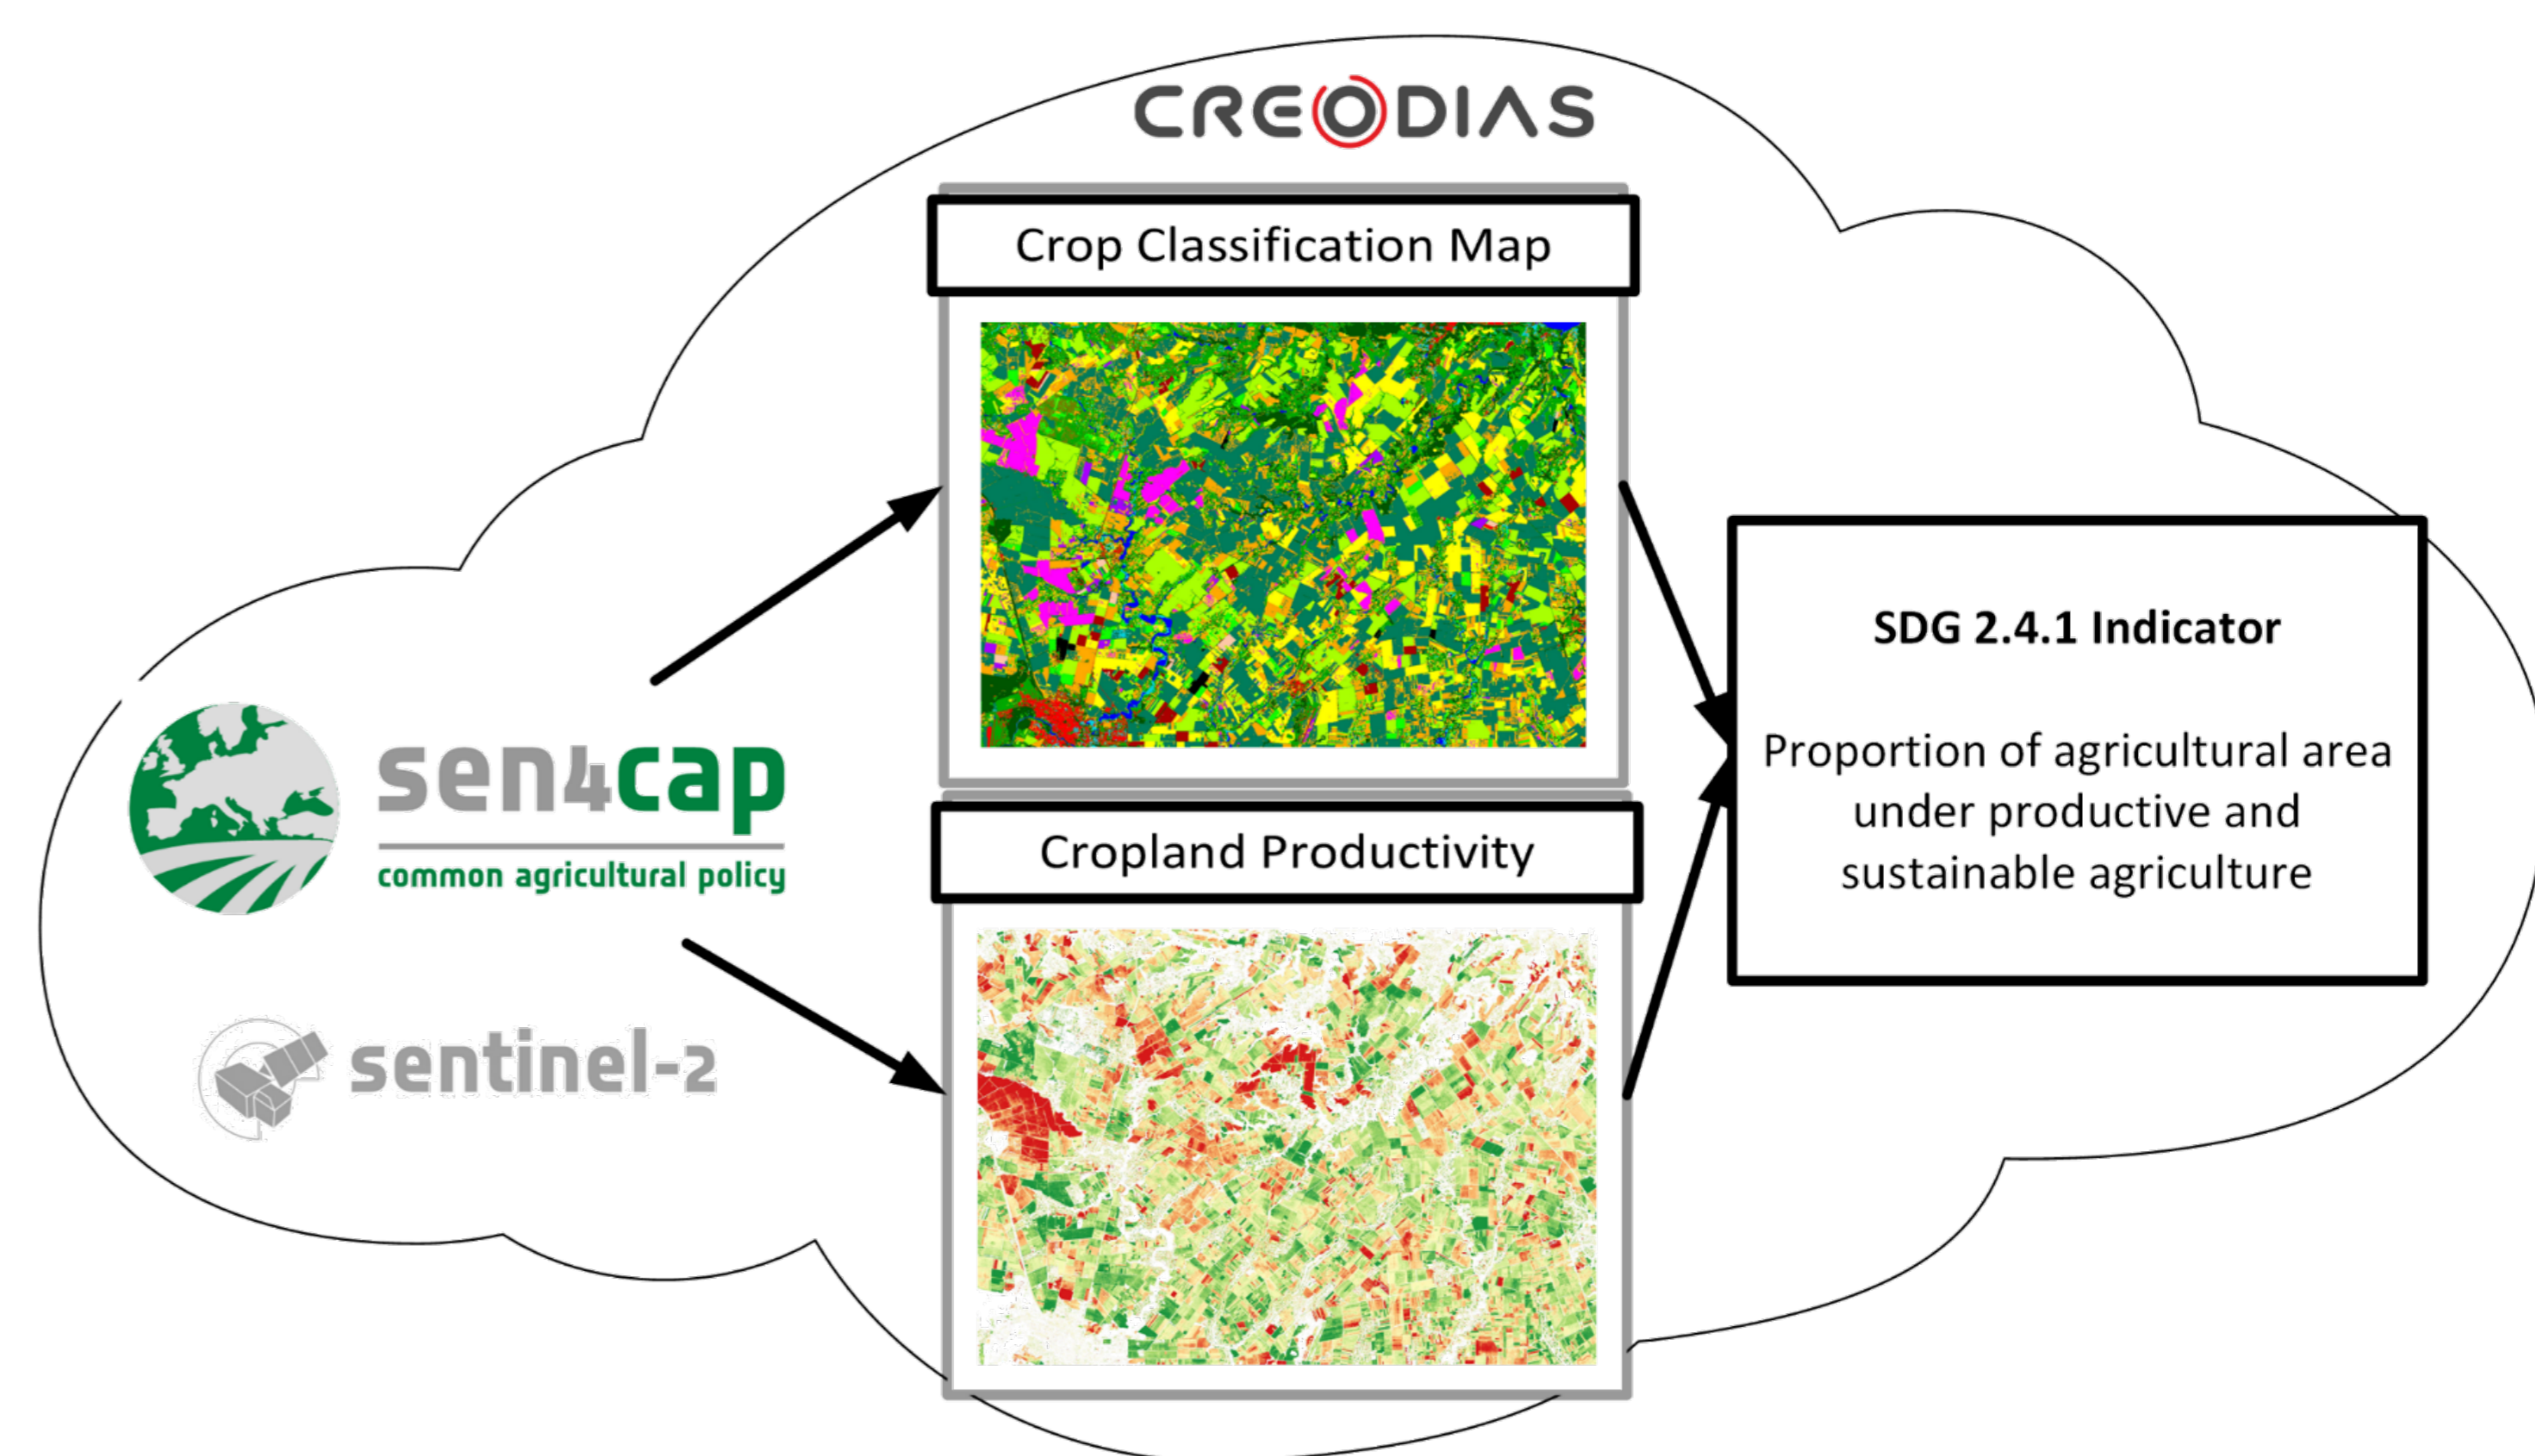 CREODIAS
Crop Classification Map
sen4cap
common agricultural policy
sentinel-2
Cropland Productivity
SDG 2.4.1 Indicator
Proportion of agricultural area
under productive and
sustainable agriculture